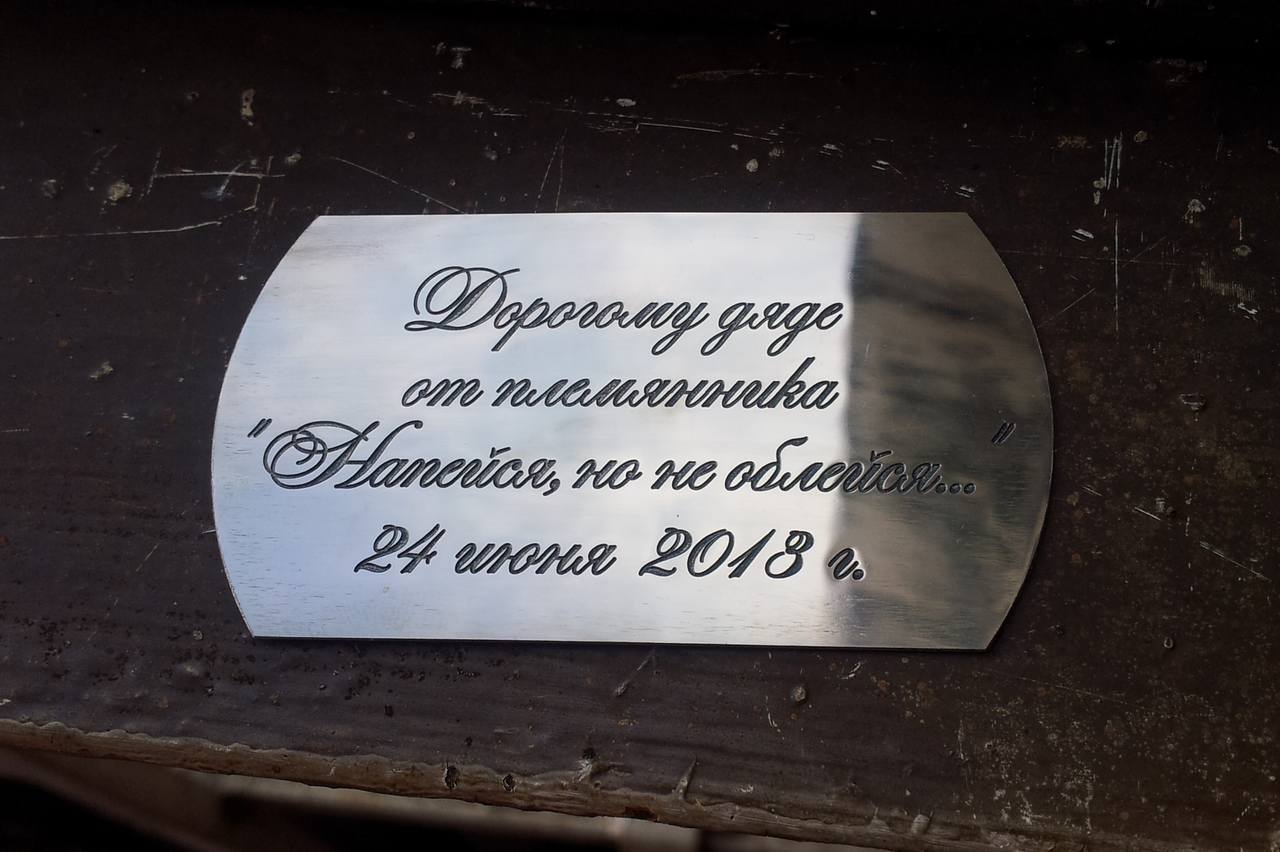 Дорогому дяде
от племянника
"Напейся, но не облейся..."
24 июня 2013 г.